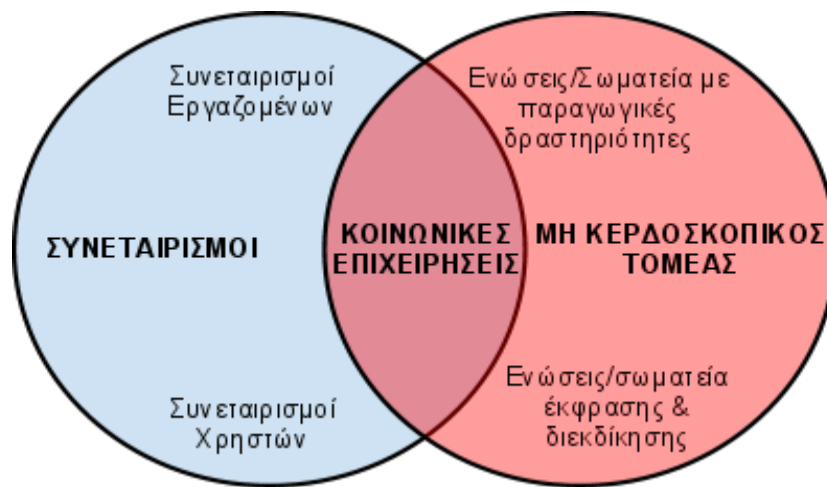 Συνεταιρισμοί
Εργαζομένων
Ενώσεις/Σωματεία με
παραγωγικές
δραστηριότητες
ΣΥΝΕΤΑΙΡΙΣΜΟΙ
ΚΟΙΝΩΝΙΚΕΣ
ΕΠΙΧΕΙΡΗΣΕΙΣ
ΜΗ ΚΕΡΔΟΣΚΟΠΙΚΟΣ
ΤΟΜΕΑΣ
Συνεταιρισμοί
Χρηστών
Ενώσεις/σωματεία
έκφρασης &
διεκδίκησης